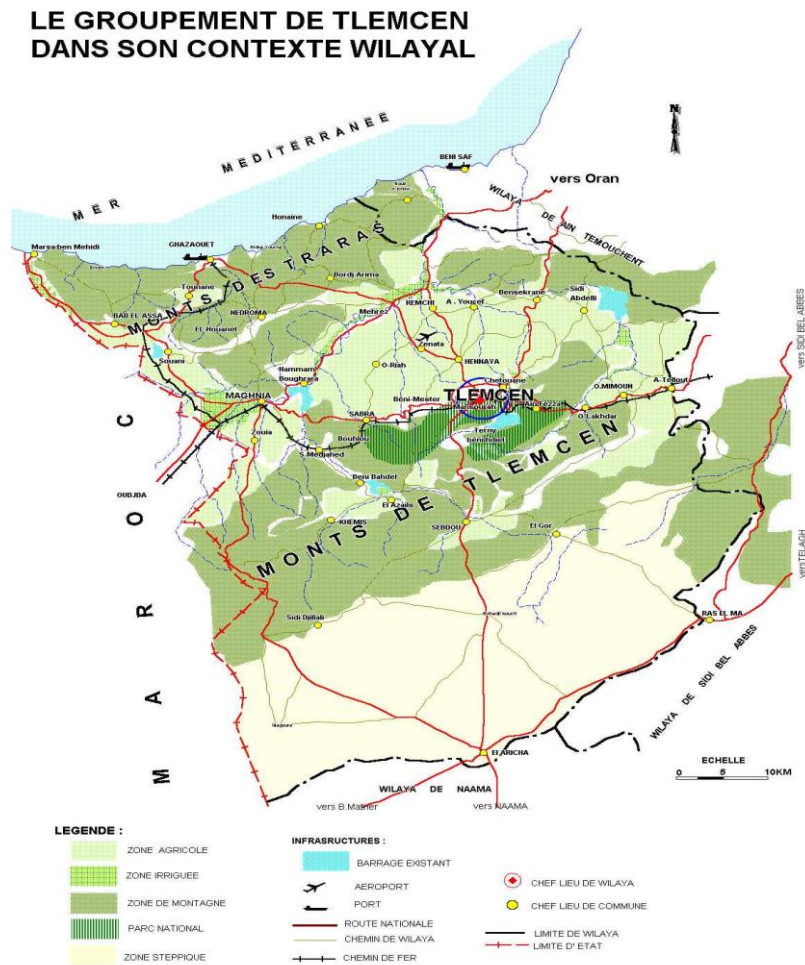 LE GROUPEMENT DE TLEMCEN
DANS SON CONTEXTE WILAYAL
N
MER MEDITERRANEE
BENI SAF
vers Oran
WILAYA DE AIN TEMOUCHENT
Honaine
Marsa ben Mehidi
GHAZAOUET
MONTS DES TRARAS
Bordj Arima
Tounane
NEDROMA
BAB EL ASSA
El-Houanet
Souani
Mehrez
REMCHI
A . Youcef
Bensekrane
Sidi
Abdelli
Zenata
HENNAYA
O-Riah
Hammam
Boughrara
MAGHNIA
Béni-Mester
Chetouane
TLEMCEN
Mansourah
Ain Fezza
O.MIMOUN
A-Tellout
O'Lakhdar
SABRA
Bouhlou
Terny
bénihdiel
Zouia
S-Medjahed
Beni Bahdel
El Azails
KHEMIS
MONTS DE TLEMCEN
SEBDOU
El Gor
OUDJDA
MAROC
Sidi Djillali
RAS EL MA
vers SIDI BEL ABBES
vers TELAGH
WILAYA DE SIDI BEL ABBES
El ARICHA
WILAYA DE NAAMA
vers NAAMA
ECHELLE
0 5 10KM
LEGENDE :
ZONE AGRICOLE
ZONE IRRIGUEE
ZONE DE MONTAGNE
PARC NATIONAL
ZONE STEPPIQUE
INFRASRUCTURES :
BARRAGE EXISTANT
AEROPORT
PORT
ROUTE NATIONALE
CHEMIN DE WILAYA
CHEMIN DE FER
CHEF LIEU DE WILAYA
CHEF LIEU DE COMMUNE
LIMITE DE WILAYA
LIMITE D' ETAT